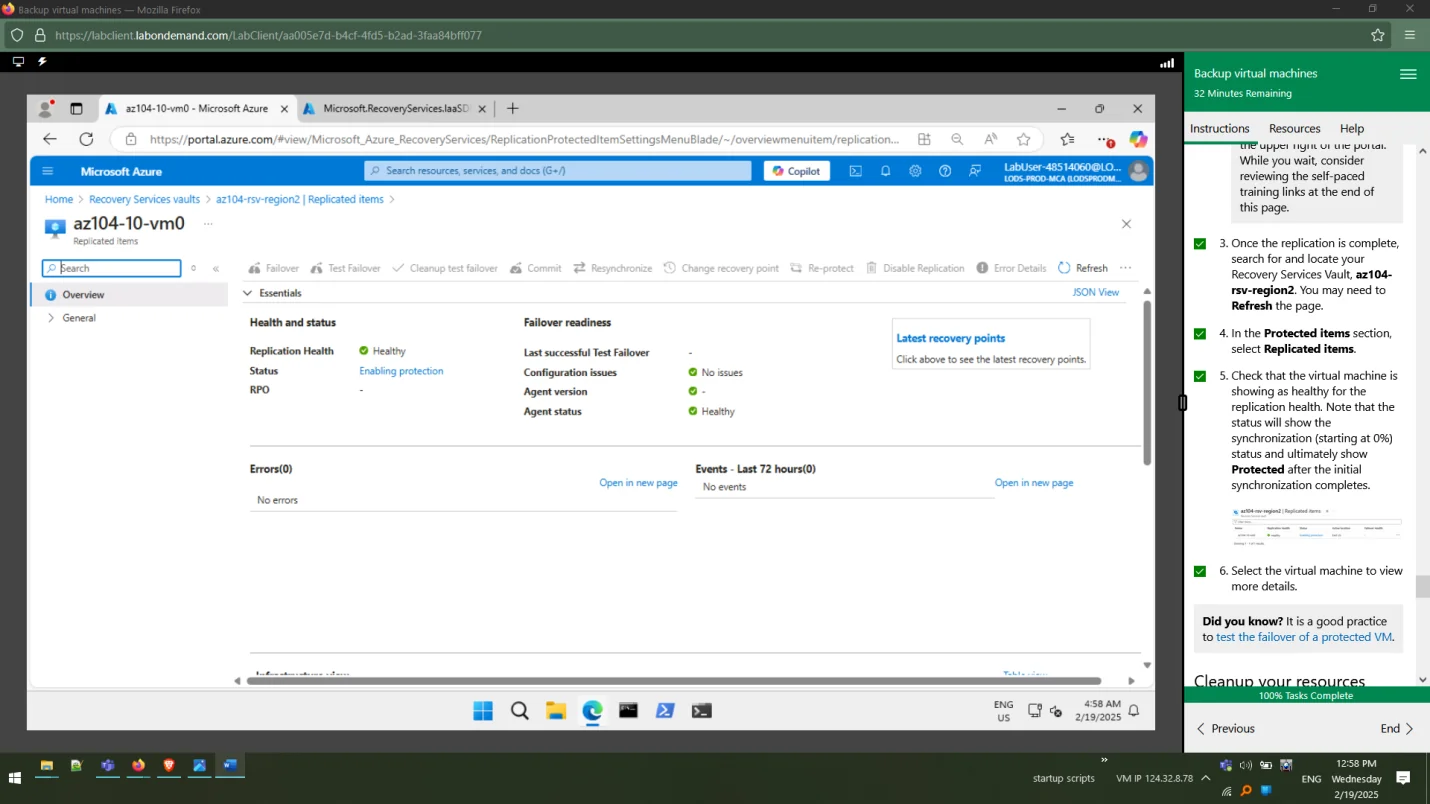 Backup virtual machines — Mozilla Firefox
https://labclient.labondemand.com/LabClient/aa005e7d-b4cf-4fd5-b2ad-3faa84bff077
az104-10-vm0 - Microsoft Azure
Microsoft.RecoveryServices.IaaSD
https://portal.azure.com/#view/Microsoft_Azure_RecoveryServices/ReplicationProtectedItemSettingsMenuBlade/~/overviewmenuitem/replication...
Microsoft Azure
Search resources, services, and docs (G+/)
Copilot
LabUser-48514060@LO...
LODS-PROD-MCA (LODSPRODM...
Home > Recovery Services vaults > az104-rsv-region2 | Replicated items >
az104-10-vm0 ...
Replicated items
Search
Failover
Test Failover
Cleanup test failover
Commit
Resynchronize
Change recovery point
Re-protect
Disable Replication
Error Details
Refresh
Overview
General
Essentials
JSON View
Health and status
Replication Health
Healthy
Status
Enabling protection
RPO
-
Failover readiness
Last successful Test Failover
-
Configuration issues
No issues
Agent version
-
Agent status
Healthy
Latest recovery points
Click above to see the latest recovery points.
Errors(0)
Open in new page
No errors
Events - Last 72 hours(0)
Open in new page
No events
Infrastructure view
Table view
ENG
US
4:58 AM
2/19/2025
Backup virtual machines
32 Minutes Remaining
Instructions
Resources
Help
the upper right of the portal.
While you wait, consider
reviewing the self-paced
training links at the end of
this page.
3. Once the replication is complete,
search for and locate your
Recovery Services Vault, az104-
rsv-region2. You may need to
Refresh the page.
4. In the Protected items section,
select Replicated items.
5. Check that the virtual machine is
showing as healthy for the
replication health. Note that the
status will show the
synchronization (starting at 0%)
status and ultimately show
Protected after the initial
synchronization completes.
az104-rsv-region2 | Replicated items
6. Select the virtual machine to view
more details.
Did you know? It is a good practice
to test the failover of a protected VM.
Cleanup your resources
100% Tasks Complete
Previous
End
startup scripts
VM IP 124.32.8.78
ENG
12:58 PM
Wednesday
2/19/2025